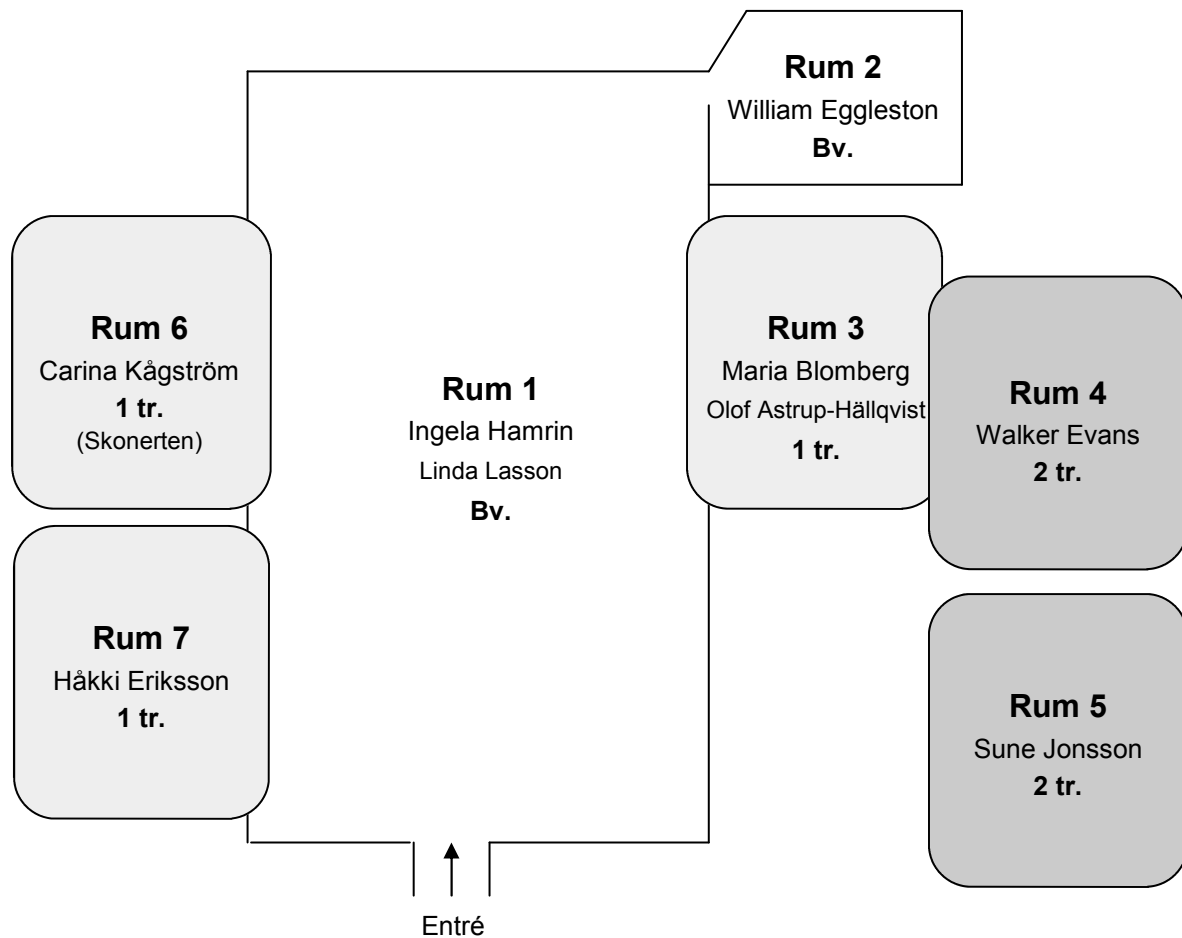 Rum 1
Ingela Hamrin
Linda Lasson
Bv.
Rum 2
William Eggleston
Bv.
Rum 3
Maria Blomberg
Olof Astrup-Hällqvist
1 tr.
Rum 4
Walker Evans
2 tr.
Rum 5
Sune Jonsson
2 tr.
Rum 6
Carina Kågström
1 tr.
(Skonerten)
Rum 7
Håkki Eriksson
1 tr.
Entré